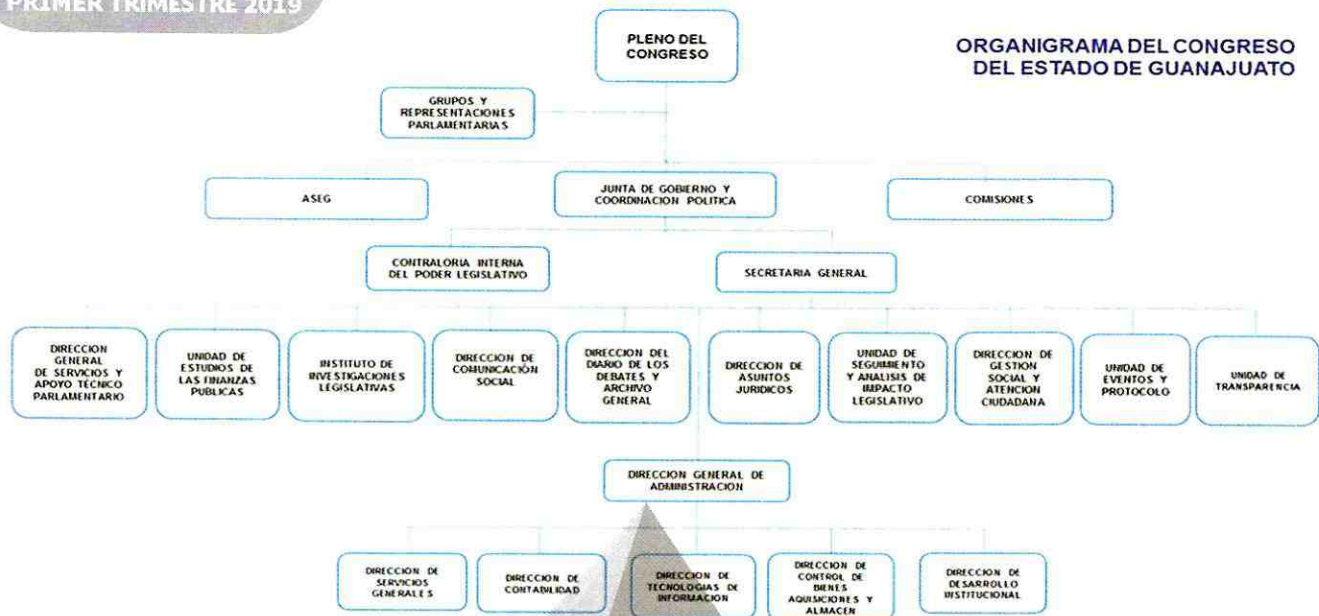 PRIMER TRIMESTRE 2019
ORGANIGRAMA DEL CONGRESO
DEL ESTADO DE GUANAJUATO
PLENO DEL
CONGRESO
GRUPOS Y
REPRESENTACIONES
PARLAMENTARIAS
ASEG
JUNTA DE GOBIERNO Y
COORDINACION POLITICA
COMISIONES
CONTRALORIA INTERNA
DEL PODER LEGISLATIVO
SECRETARIA GENERAL
DIRECCION
GENERAL
DE SERVICIOS Y
APOYO TÉCNICO
PARLAMENTARIO
UNIDAD DE
ESTUDIOS DE
LAS FINANZAS
PUBLICAS
INSTITUTO DE
INVESTIGACIONES
LEGISLATIVAS
DIRECCION DE
COMUNICACIÓN
SOCIAL
DIRECCION DEL
DIARIO DE LOS
DEBATES Y
ARCHIVO
GENERAL
DIRECCION DE
ASUNTOS
JURIDICOS
UNIDAD DE
SEGUIMIENTO
Y ANALISIS DE
IMPACTO
LEGISLATIVO
DIRECCION DE
GESTION
SOCIAL Y
ATENCION
CIUDADANA
UNIDAD DE
EVENTOS Y
PROTOCOLO
UNIDAD DE
TRANSPARENCIA
DIRECCION GENERAL DE
ADMINISTRACION
DIRECCION DE
SERVICIOS
GENERALES
DIRECCION DE
CONTABILIDAD
DIRECCION DE
TECNOLOGIAS DE
INFORMACION
DIRECCION DE
CONTROL DE
BIENES
AQUISICIONES Y
ALMACEN
DIRECCION DE
DESARROLLO
INSTITUCIONAL